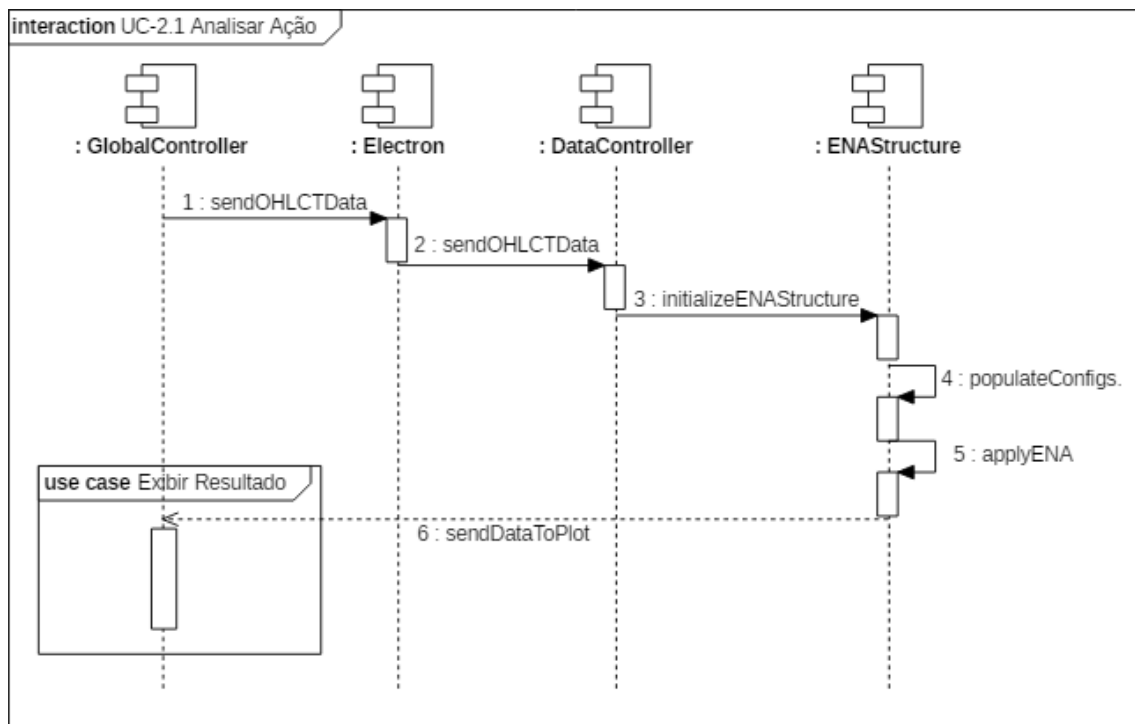 interaction UC-2.1 Analisar Ação
: GlobalController
: Electron
: DataController
: ENAStructure
1 : sendOHLCTData
2 : sendOHLCTData
3 : initializeENAStructure
4 : populateConfigs.
5 : applyENA
use case Exibir Resultado
6 : sendDataToPlot